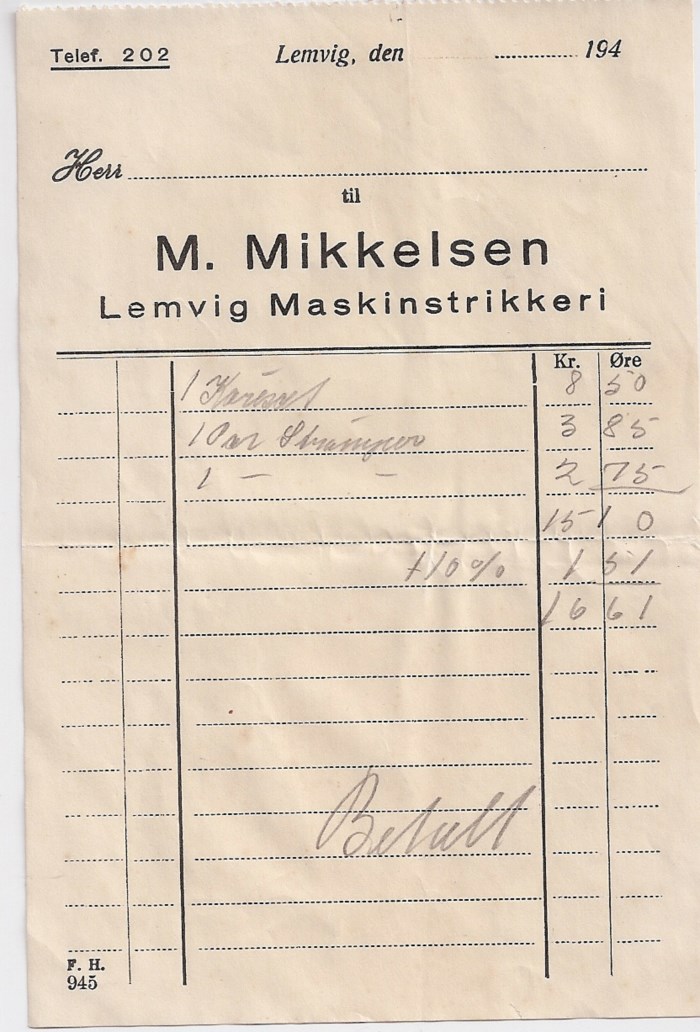 Telef. 202
Lemvig, den 194
Herr
til
M. Mikkelsen
Lemvig Maskinstrikkeri
Kr. Øre
1 8 50
1 Par Strømper 3 85
1 — — 2 75
15 10
+10% 1 51
16 61
Betalt
F. H.
945